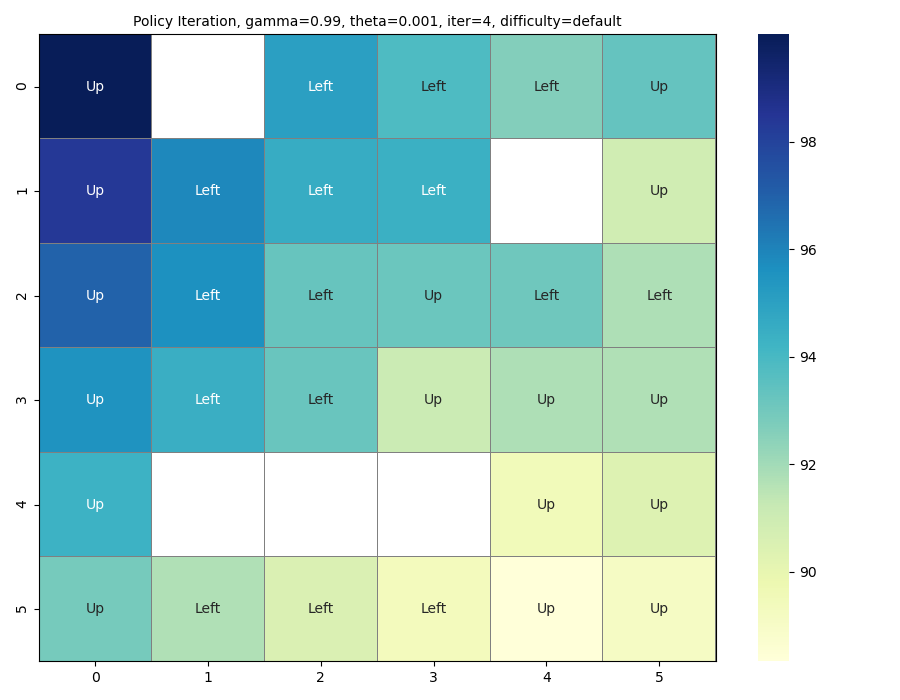 Policy Iteration, gamma=0.99, theta=0.001, iter=4, difficulty=default
0 Up Left Left Left Up
1 Up Left Left Left Up
2 Up Left Left Up Left Left
3 Up Left Left Up Up Up
4 Up Up Up
5 Up Left Left Left Up Up
0 1 2 3 4 5
98
96
94
92
90